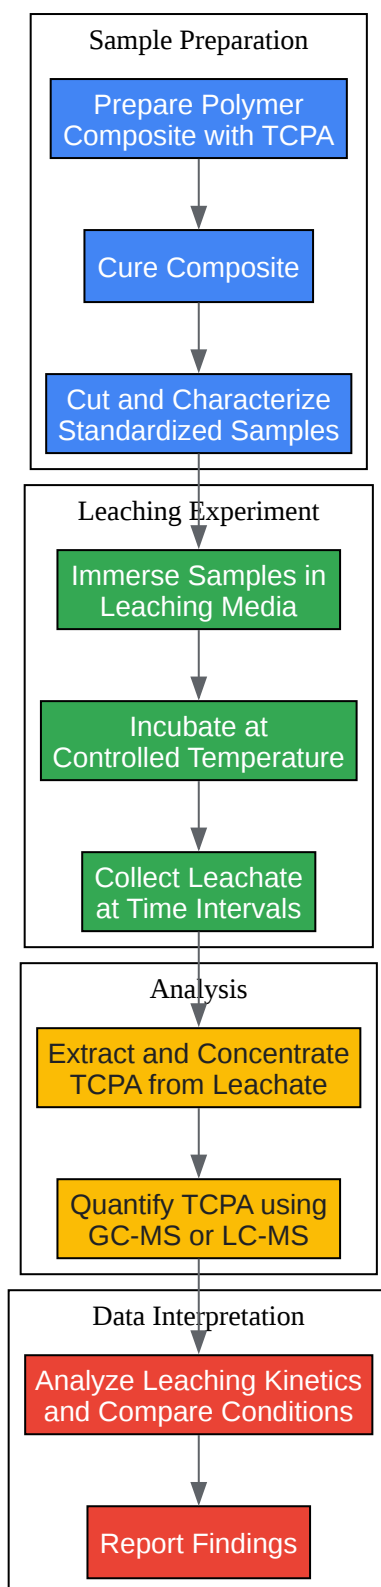 Sample Preparation
Prepare Polymer
Composite with TCPA
Cure Composite
Cut and Characterize
Standardized Samples
Leaching Experiment
Immerse Samples in
Leaching Media
Incubate at
Controlled Temperature
Collect Leachate
at Time Intervals
Analysis
Extract and Concentrate
TCPA from Leachate
Quantify TCPA using
GC-MS or LC-MS
Data Interpretation
Analyze Leaching Kinetics
and Compare Conditions
Report Findings